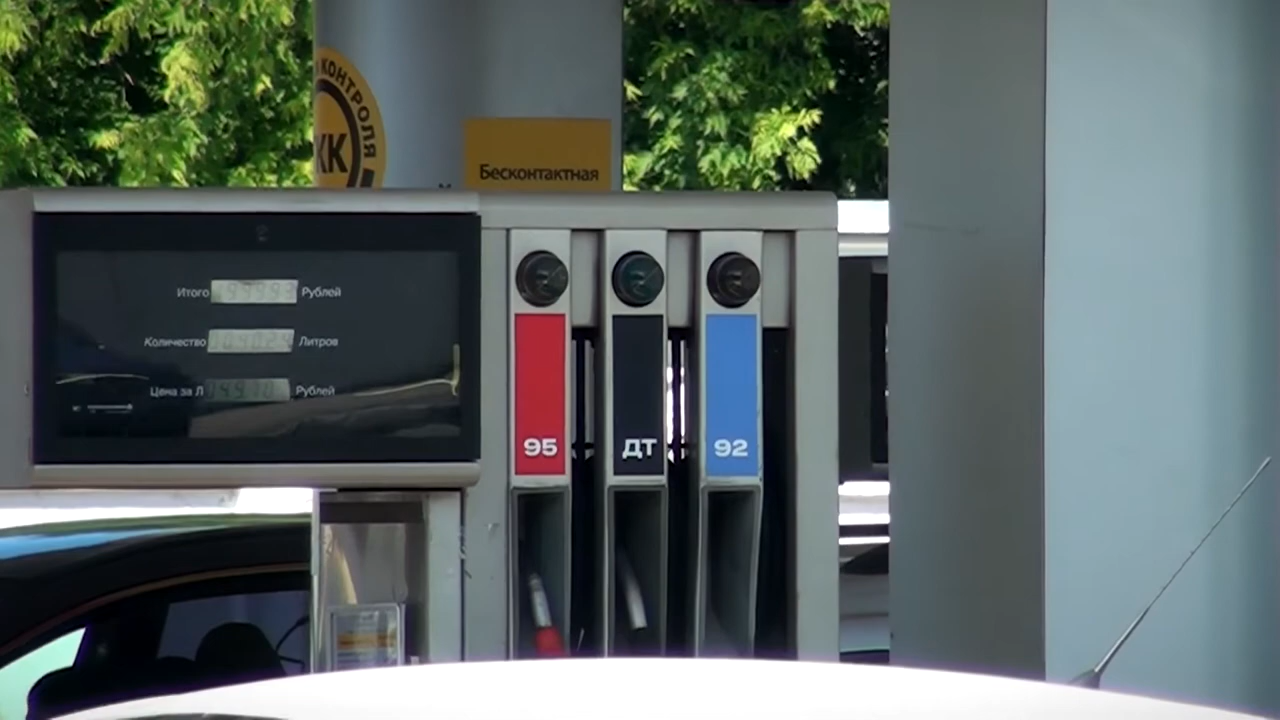 КОНТРОЛЯ
КК
Бесконтактная
Итого Рублей
Количество Литров
Цена за Л Рублей
95
ДТ
92